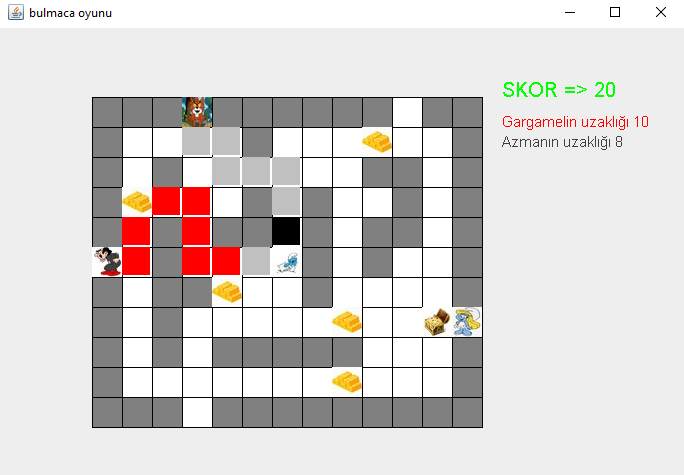 bulmaca oyunu
SKOR => 20
Gargamelin uzaklığı 10
Azmanın uzaklığı 8